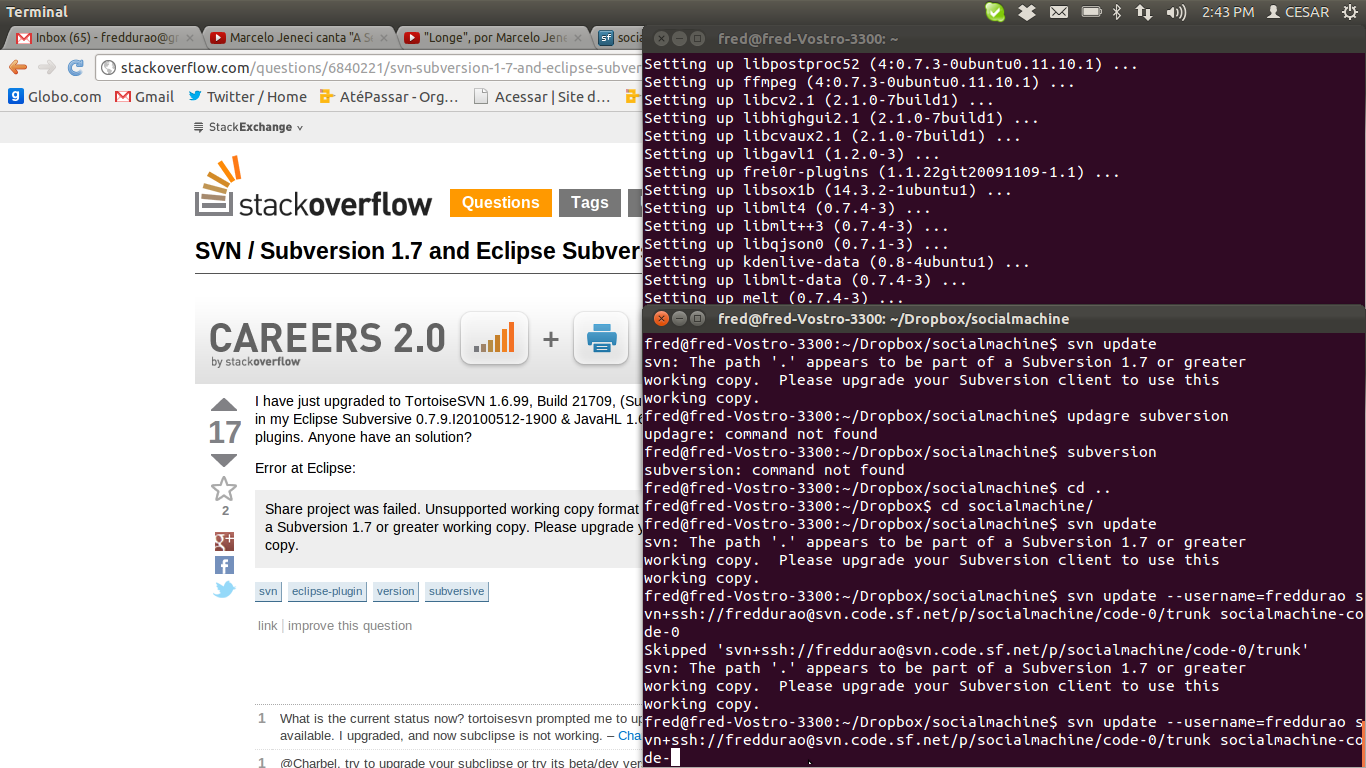 Terminal
2:43 PM CESAR
Inbox (65) - freddurao@g
Marcelo Jeneci canta "A S
"Longe", por Marcelo Jene
sf soci
stackoverflow.com/questions/6840221/svn-subversion-1-7-and-eclipse-subver
Globo.com Gmail Twitter / Home AtéPassar - Org... Acessar | Site d...
StackExchange
stackoverflow Questions Tags
SVN / Subversion 1.7 and Eclipse Subver
CAREERS 2.0 +
by stackoverflow
17
I have just upgraded to TortoiseSVN 1.6.99, Build 21709, (Su
in my Eclipse Subversive 0.7.9.I20100512-1900 & JavaHL 1.6
plugins. Anyone have an solution?
Error at Eclipse:
2
Share project was failed. Unsupported working copy format
a Subversion 1.7 or greater working copy. Please upgrade y
copy.
g+
f
svn eclipse-plugin version subversive
link | improve this question
1 What is the current status now? tortoisesvn prompted me to up
available. I upgraded, and now subclipse is not working. – Cha
1 @Charbel, try to upgrade your subclipse or try its beta/dev ver
fred@fred-Vostro-3300: ~
Setting up libpostproc52 (4:0.7.3-0ubuntu0.11.10.1) ...
Setting up ffmpeg (4:0.7.3-0ubuntu0.11.10.1) ...
Setting up libcv2.1 (2.1.0-7build1) ...
Setting up libhighgui2.1 (2.1.0-7build1) ...
Setting up libcvaux2.1 (2.1.0-7build1) ...
Setting up libgavl1 (1.2.0-3) ...
Setting up frei0r-plugins (1.1.22git20091109-1.1) ...
Setting up libsox1b (14.3.2-1ubuntu1) ...
Setting up libmlt4 (0.7.4-3) ...
Setting up libmlt++3 (0.7.4-3) ...
Setting up libqjson0 (0.7.1-3) ...
Setting up kdenlive-data (0.8-4ubuntu1) ...
Setting up libmlt-data (0.7.4-3) ...
Setting up melt (0.7.4-3) ...
fred@fred-Vostro-3300: ~/Dropbox/socialmachine
fred@fred-Vostro-3300:~/Dropbox/socialmachine$ svn update
svn: The path '.' appears to be part of a Subversion 1.7 or greater
working copy.  Please upgrade your Subversion client to use this
working copy.
fred@fred-Vostro-3300:~/Dropbox/socialmachine$ updagre subversion
updagre: command not found
fred@fred-Vostro-3300:~/Dropbox/socialmachine$ subversion
subversion: command not found
fred@fred-Vostro-3300:~/Dropbox/socialmachine$ cd ..
fred@fred-Vostro-3300:~/Dropbox$ cd socialmachine/
fred@fred-Vostro-3300:~/Dropbox/socialmachine$ svn update
svn: The path '.' appears to be part of a Subversion 1.7 or greater
working copy.  Please upgrade your Subversion client to use this
working copy.
fred@fred-Vostro-3300:~/Dropbox/socialmachine$ svn update --username=freddurao s
vn+ssh://freddurao@svn.code.sf.net/p/socialmachine/code-0/trunk socialmachine-co
de-0
Skipped 'svn+ssh://freddurao@svn.code.sf.net/p/socialmachine/code-0/trunk'
svn: The path '.' appears to be part of a Subversion 1.7 or greater
working copy.  Please upgrade your Subversion client to use this
working copy.
fred@fred-Vostro-3300:~/Dropbox/socialmachine$ svn update --username=freddurao s
vn+ssh://freddurao@svn.code.sf.net/p/socialmachine/code-0/trunk socialmachine-co
de-